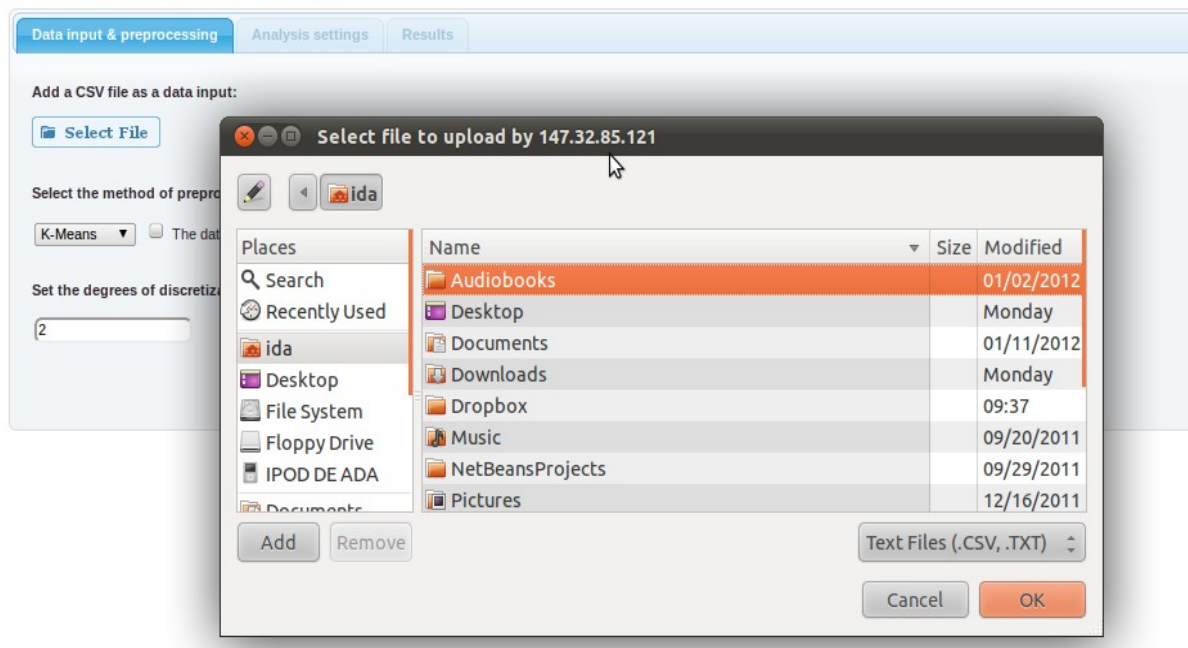 Data input & preprocessing Analysis settings Results
Add a CSV file as a data input:
Select File
Select file to upload by 147.32.85.121
ida
Select the method of prepro
K-Means The dat
Set the degrees of discretiza
2
Places
Search
Recently Used
ida
Desktop
File System
Floppy Drive
IPOD DE ADA
Documents
Name Size Modified
Audiobooks 01/02/2012
Desktop Monday
Documents 01/11/2012
Downloads Monday
Dropbox 09:37
Music 09/20/2011
NetBeansProjects 09/29/2011
Pictures 12/16/2011
Add Remove
Text Files (.CSV, .TXT)
Cancel OK